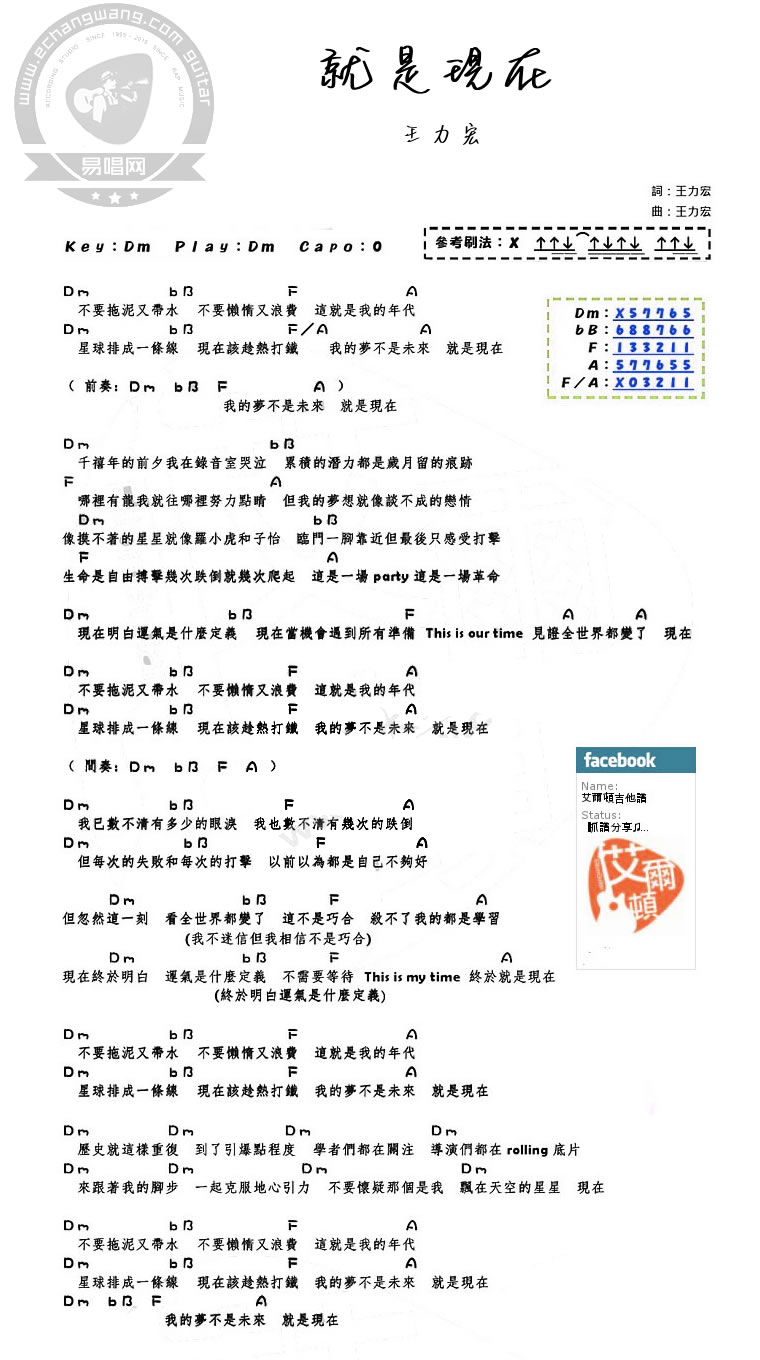 www.echangwang.com guitar
RECORDING STUDIO SINCE 1985-2010 SINCE RAP MUSIC
易唱网
就是現在
王力宏
詞：王力宏
曲：王力宏
Key：Dm Play：Dm Capo：0
參考刷法：X ↑↑↓ ↑↓↑↓ ↑↑↓
Dm bB F A
不要拖泥又帶水 不要懶惰又浪費 這就是我的年代
Dm bB F／A A
星球排成一條線 現在該趁熱打鐵 我的夢不是未來 就是現在
Dm：X57765
bB：688766
F：133211
A：577655
F／A：X03211
（ 前奏：Dm bB F A ）
我的夢不是未來 就是現在
Dm bB
千禧年的前夕我在錄音室哭泣 累積的潛力都是歲月留的痕跡
F A
哪裡有龍我就往哪裡努力點睛 但我的夢想就像談不成的戀情
Dm bB
像摸不著的星星就像羅小虎和子怡 臨門一腳靠近但最後只感受打擊
F A
生命是自由搏擊幾次跌倒就幾次爬起 這是一場 party 這是一場革命
Dm bB F A A
現在明白運氣是什麼定義 現在當機會遇到所有準備 This is our time 見證全世界都變了 現在
Dm bB F A
不要拖泥又帶水 不要懶惰又浪費 這就是我的年代
Dm bB F A
星球排成一條線 現在該趁熱打鐵 我的夢不是未來 就是現在
（ 間奏：Dm bB F A ）
facebook
Name:
艾爾頓吉他譜
Status:
抓譜分享♫...
艾爾頓
Dm bB F A
我已數不清有多少的眼淚 我也數不清有幾次的跌倒
Dm bB F A
但每次的失敗和每次的打擊 以前以為都是自己不夠好
Dm bB F A
但忽然這一刻 看全世界都變了 這不是巧合 殺不了我的都是學習
(我不迷信但我相信不是巧合)
Dm bB F A
現在終於明白 運氣是什麼定義 不需要等待 This is my time 終於就是現在
(終於明白運氣是什麼定義)
Dm bB F A
不要拖泥又帶水 不要懶惰又浪費 這就是我的年代
Dm bB F A
星球排成一條線 現在該趁熱打鐵 我的夢不是未來 就是現在
Dm Dm Dm Dm
歷史就這樣重復 到了引爆點程度 學者們都在關注 導演們都在 rolling 底片
Dm Dm Dm Dm
來跟著我的腳步 一起克服地心引力 不要懷疑那個是我 飄在天空的星星 現在
Dm bB F A
不要拖泥又帶水 不要懶惰又浪費 這就是我的年代
Dm bB F A
星球排成一條線 現在該趁熱打鐵 我的夢不是未來 就是現在
Dm bB F A
我的夢不是未來 就是現在